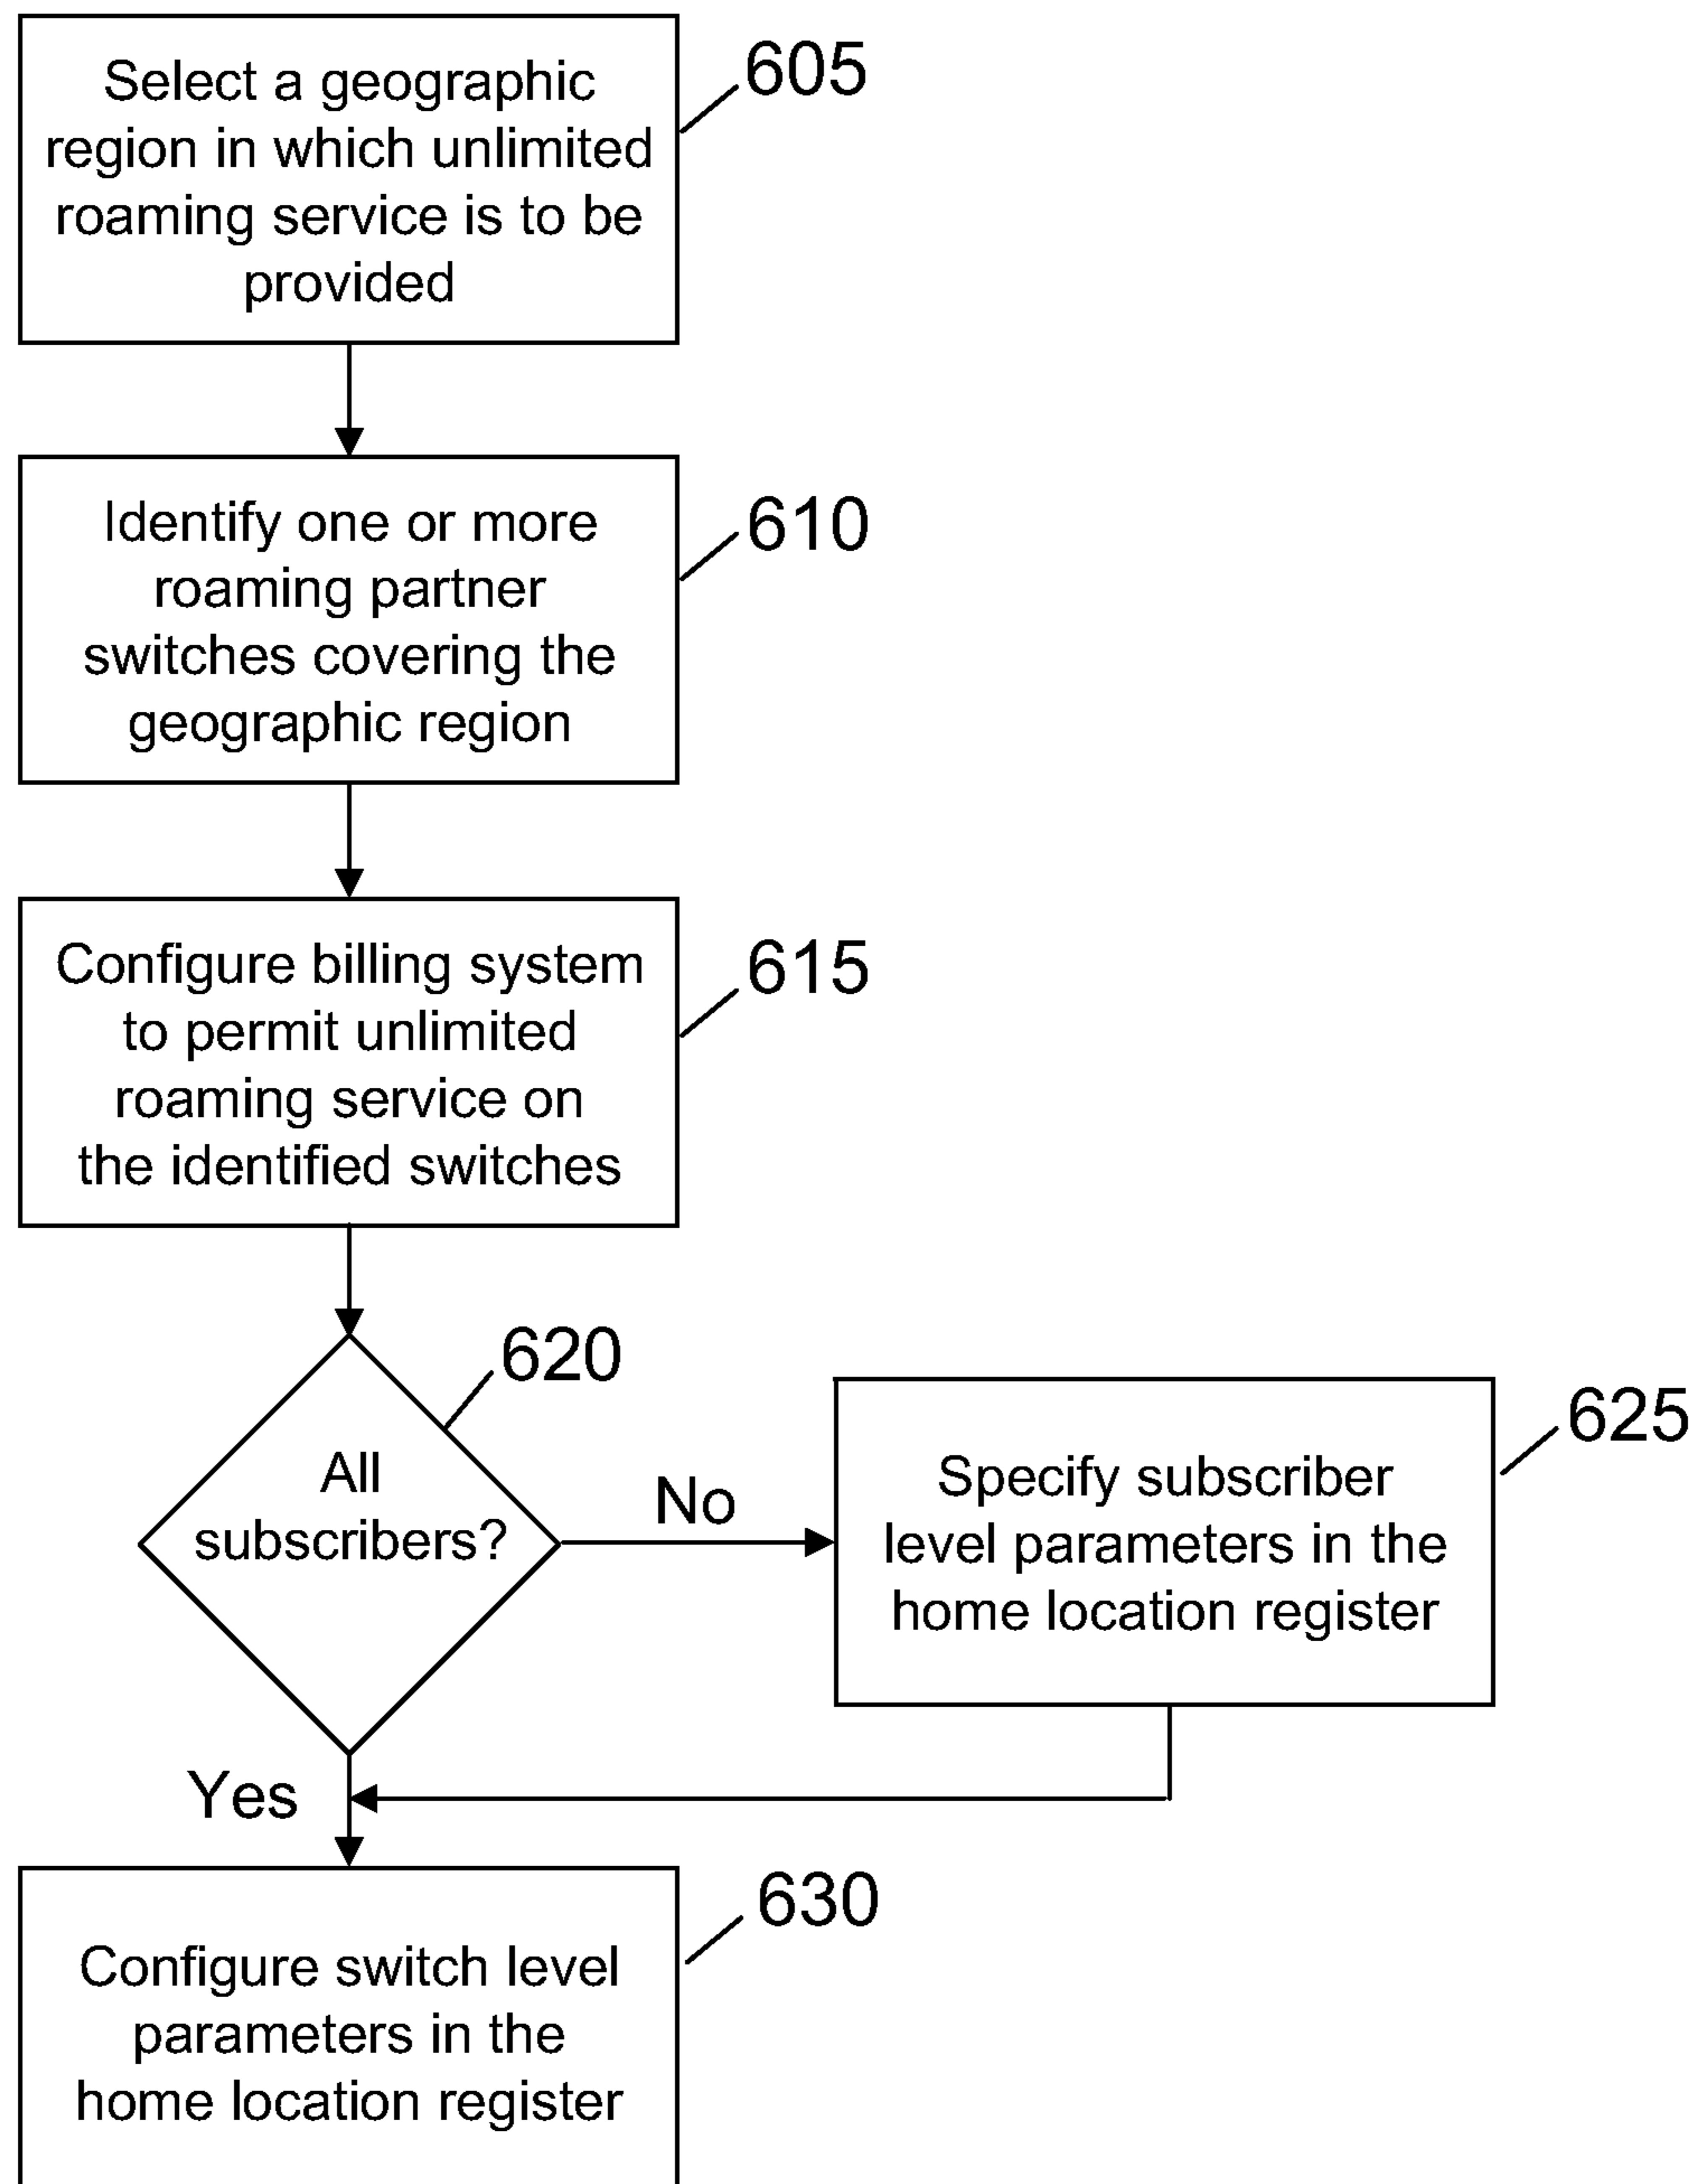 Select a geographic
region in which unlimited
roaming service is to be
provided
605
Identify one or more
roaming partner
switches covering the
geographic region
610
Configure billing system
to permit unlimited
roaming service on
the identified switches
615
620
All
subscribers?
No
625
Specify subscriber
level parameters in the
home location register
Yes
630
Configure switch level
parameters in the
home location register